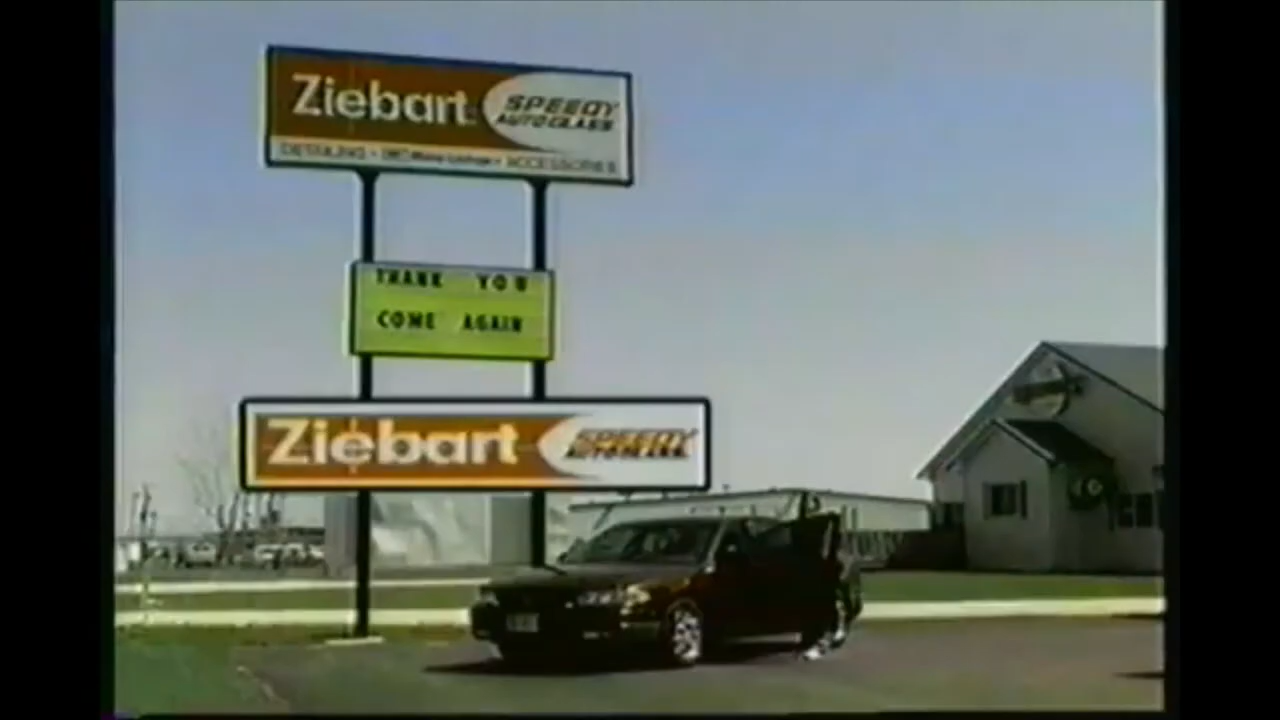 Ziebart SPEEDY
AUTO GLASS
DETAILING • ACCESSORIES
THANK YOU
COME AGAIN
Ziebart SPEEDY